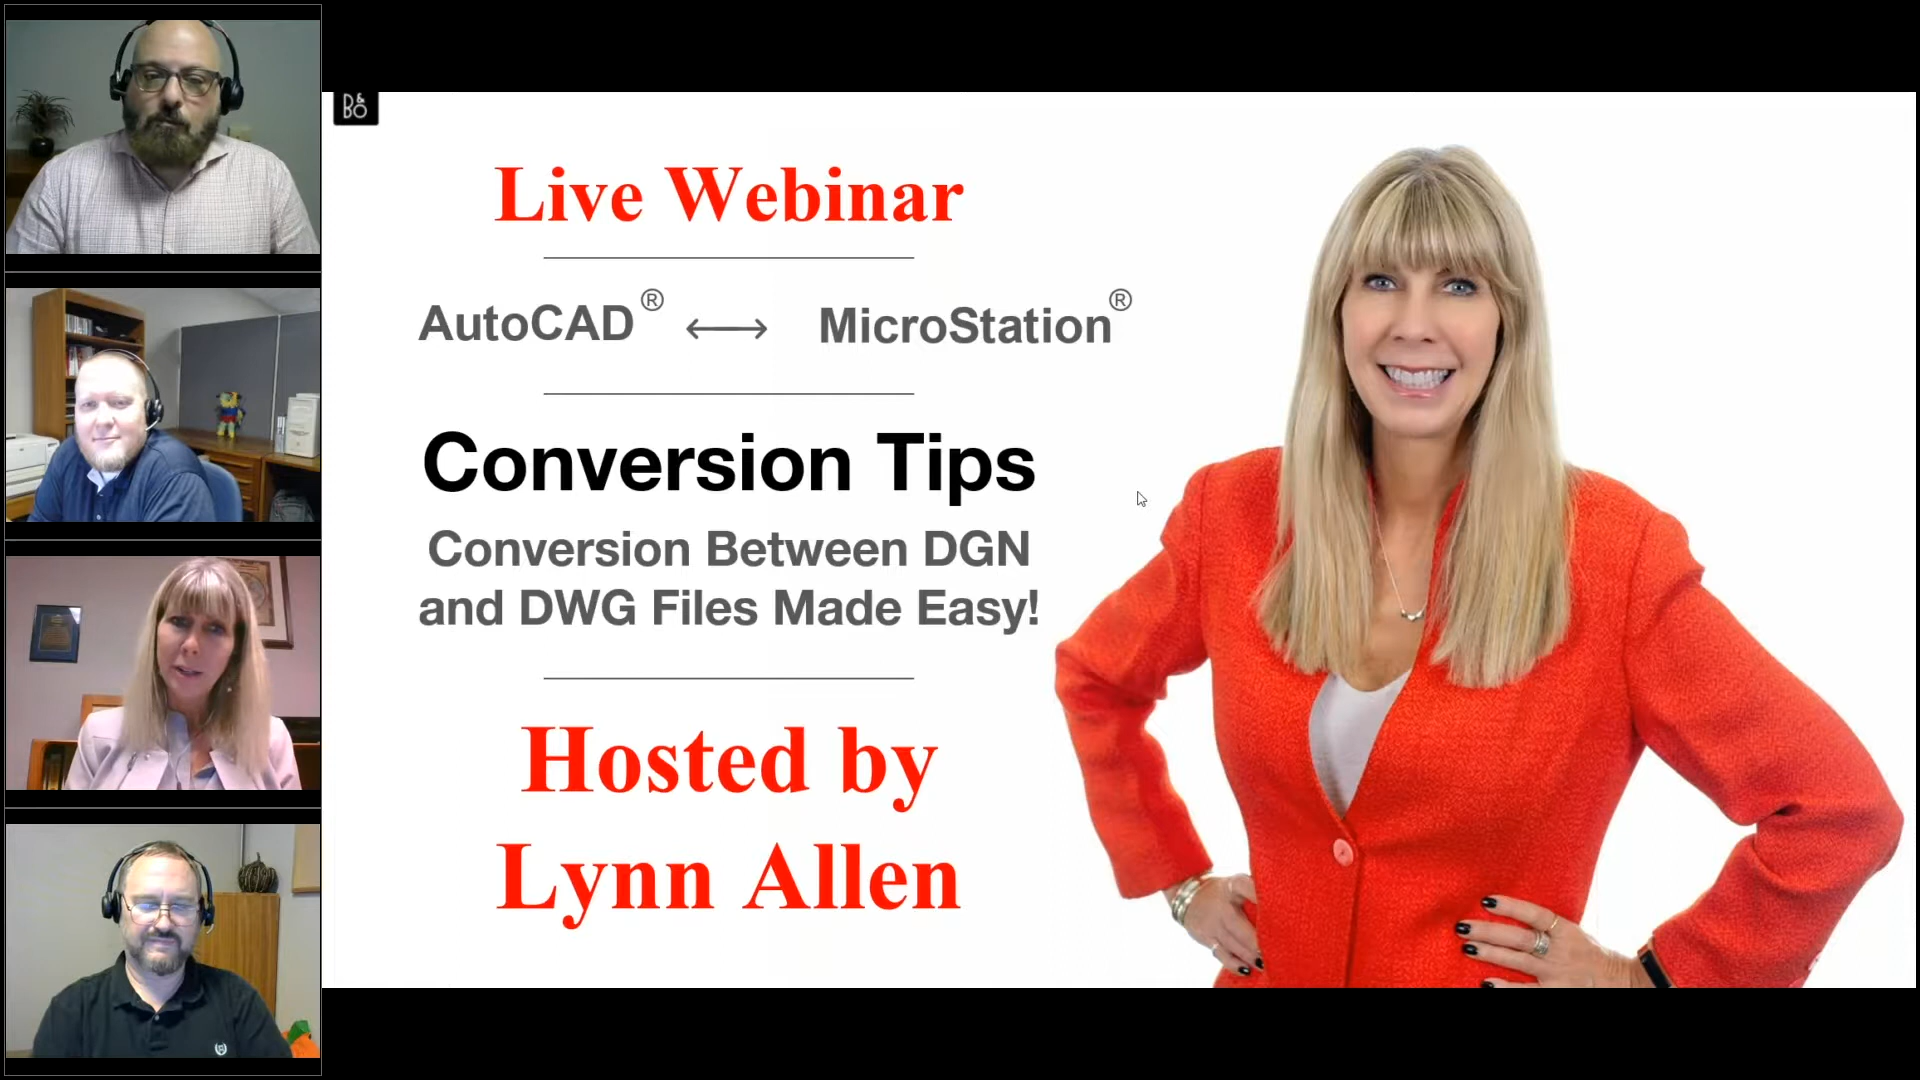 B&O
Live Webinar
AutoCAD® ⟷ MicroStation®
Conversion Tips
Conversion Between DGN
and DWG Files Made Easy!
Hosted by
Lynn Allen